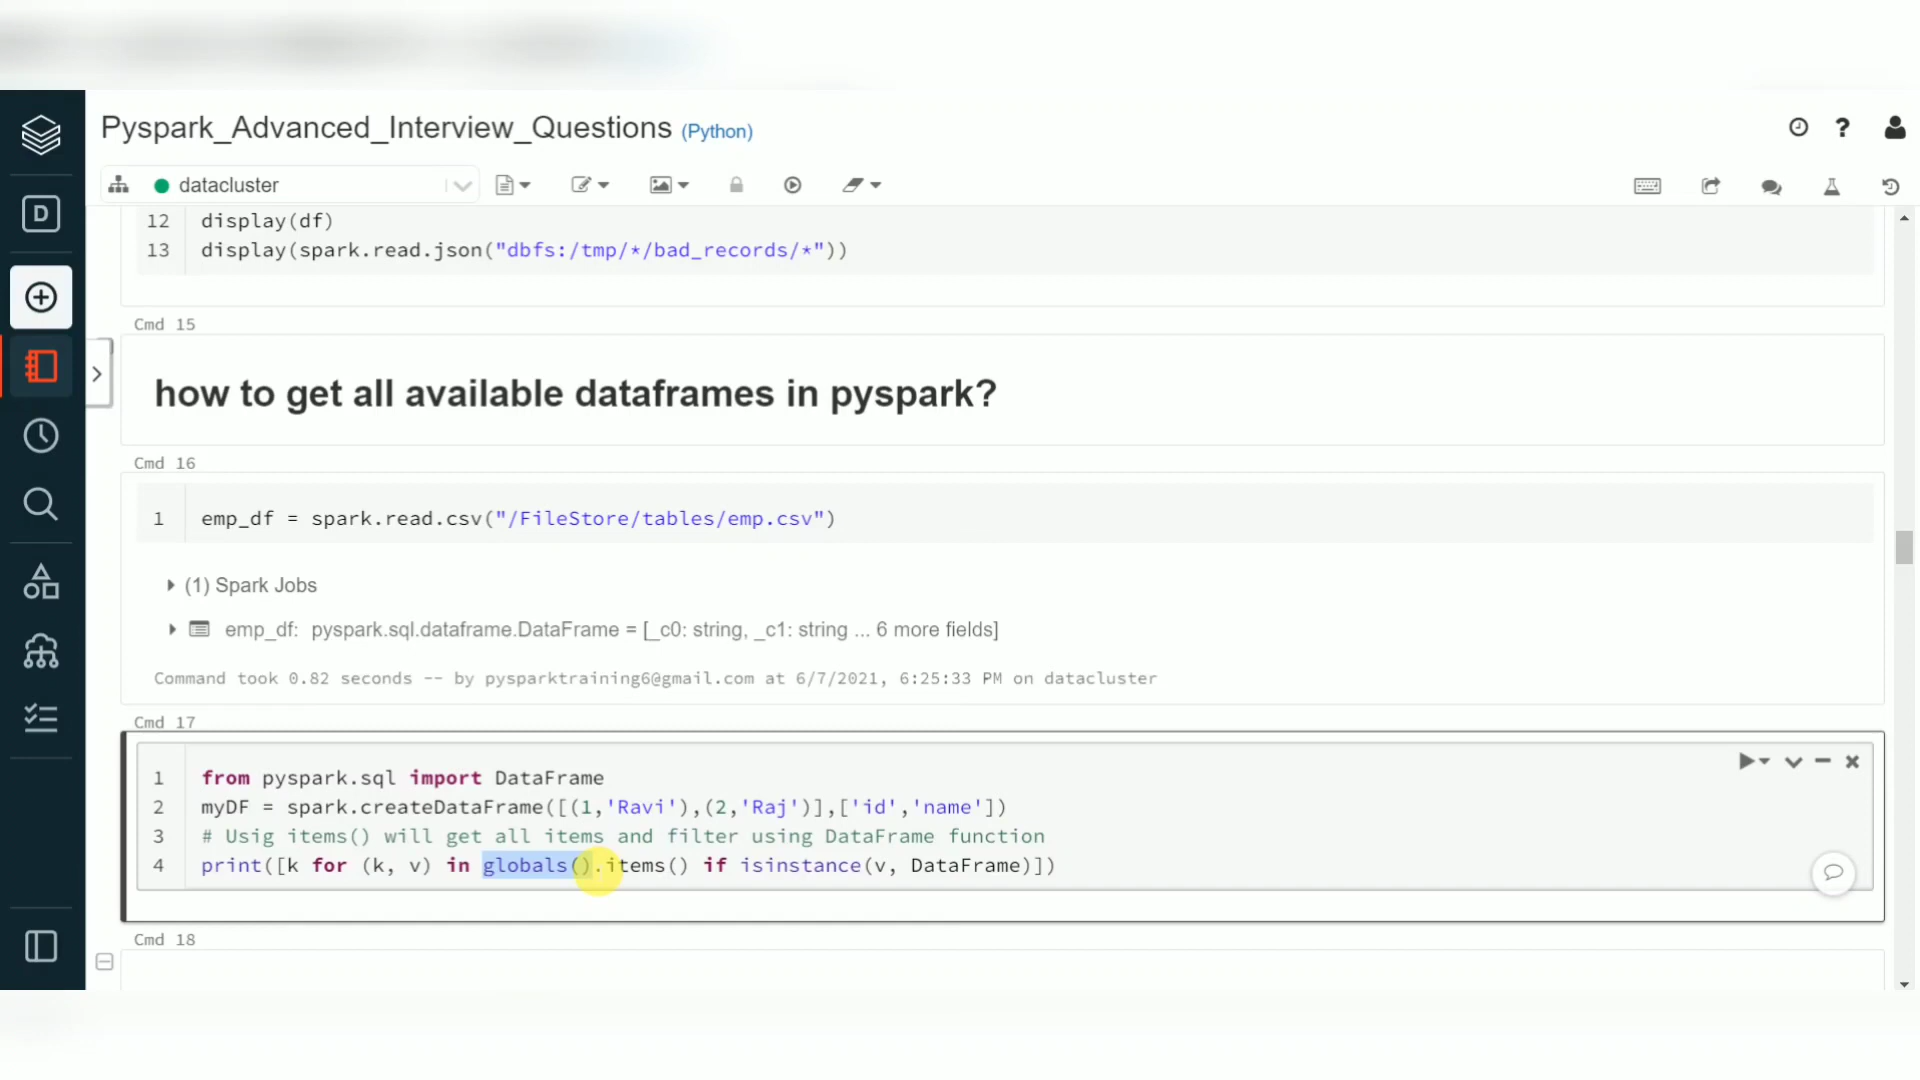 Pyspark_Advanced_Interview_Questions (Python)
?
datacluster
D
12 display(df)
13 display(spark.read.json("dbfs:/tmp/*/bad_records/*"))
Cmd 15
how to get all available dataframes in pyspark?
Cmd 16
1 emp_df = spark.read.csv("/FileStore/tables/emp.csv")
(1) Spark Jobs
emp_df: pyspark.sql.dataframe.DataFrame = [_c0: string, _c1: string ... 6 more fields]
Command took 0.82 seconds -- by pysparktraining6@gmail.com at 6/7/2021, 6:25:33 PM on datacluster
Cmd 17
1 from pyspark.sql import DataFrame
2 myDF = spark.createDataFrame([(1,'Ravi'),(2,'Raj')],['id','name'])
3 # Usig items() will get all items and filter using DataFrame function
4 print([k for (k, v) in globals().items() if isinstance(v, DataFrame)])
Cmd 18